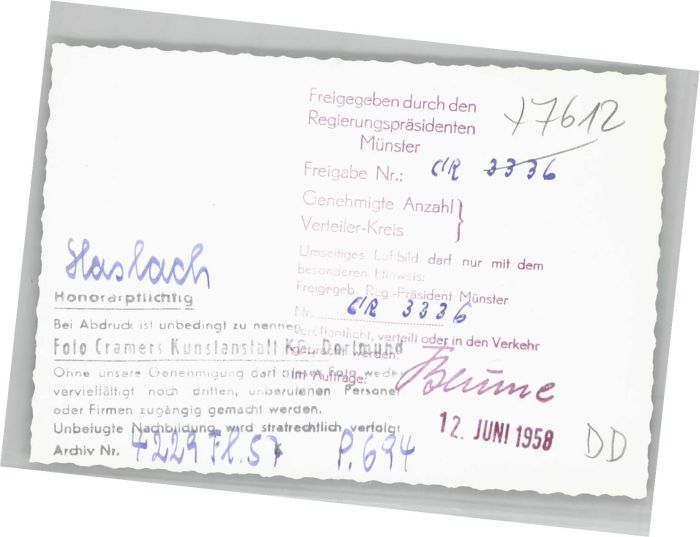 Freigegeben durch den
Regierungspräsidenten
Münster
Freigabe Nr.: CR 3336
Genehmigte Anzahl
Verteiler-Kreis
Umseitiges Luftbild darf nur mit dem
besonderen Hinweis:
Freigegeb. Reg.-Präsident Münster
Nr. CR 3336
veröffentlicht, verteilt oder in den Verkehr
gebracht werden.
Im Auftrage: Blume
12. JUNI 1958
17612
Haslach
Honorarpflichtig
Bei Abdruck ist unbedingt zu nennen
Foto Cramers Kunstanstalt KG., Dortmund
Ohne unsere Genehmigung darf dieses Foto weder
vervielfältigt noch dritten, unberufenen Personen
oder Firmen zugängig gemacht werden.
Unbefugte Nachbildung wird strafrechtlich verfolgt
Archiv Nr. 4229 Fl. 57 P. 694
DD